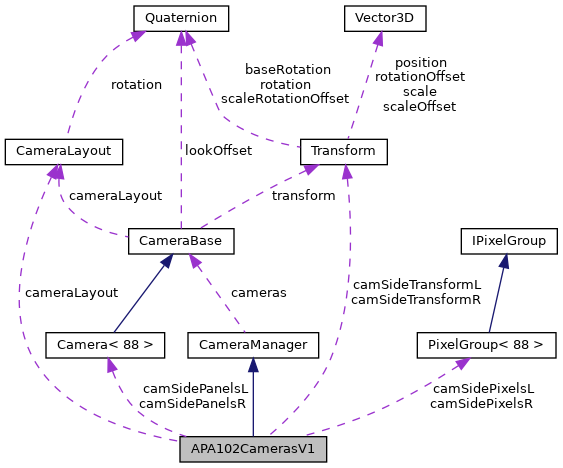 Quaternion
Vector3D
rotation
baseRotation
rotation
scaleRotationOffset
position
rotationOffset
scale
scaleOffset
CameraLayout
lookOffset
Transform
cameraLayout
transform
CameraBase
IPixelGroup
cameraLayout
cameras
camSideTransformL
camSideTransformR
Camera< 88 >
CameraManager
PixelGroup< 88 >
camSidePanelsL
camSidePanelsR
camSidePixelsL
camSidePixelsR
APA102CamerasV1